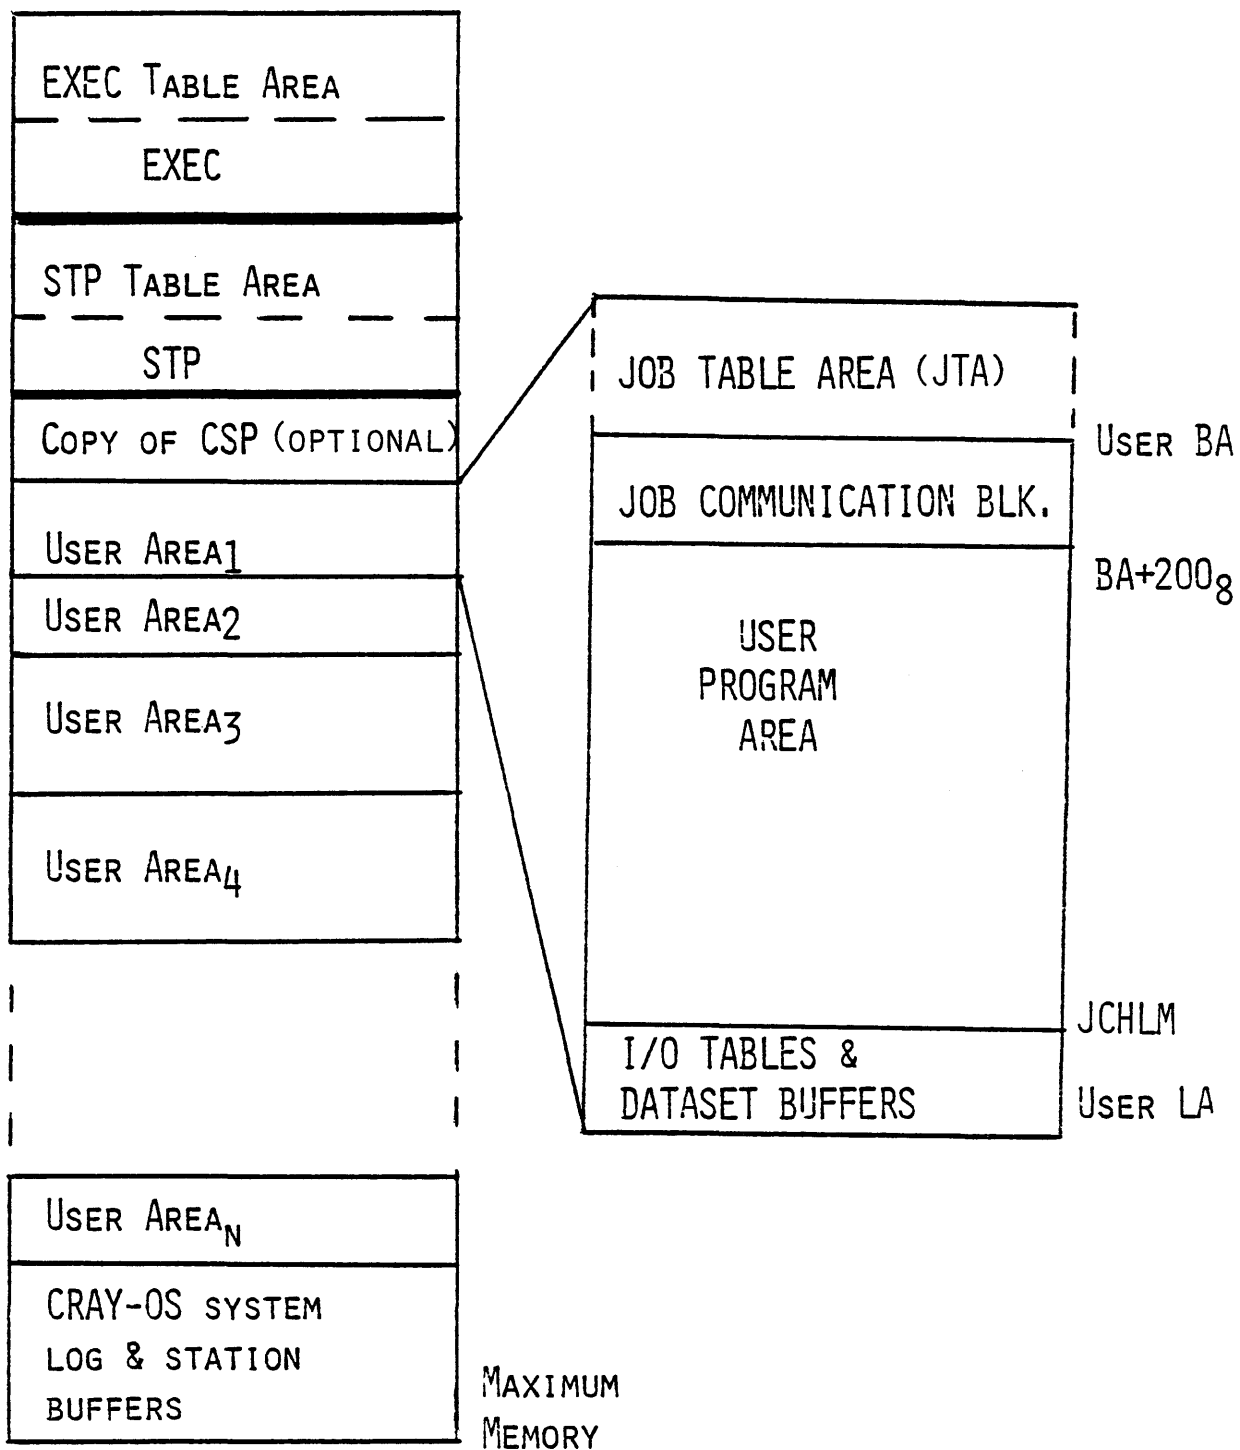 EXEC TABLE AREA
EXEC
STP TABLE AREA
STP
COPY OF CSP (OPTIONAL)
USER AREA1
USER AREA2
USER AREA3
USER AREA4
USER AREAN
CRAY-OS SYSTEM
LOG & STATION
BUFFERS
MAXIMUM
MEMORY
JOB TABLE AREA (JTA)
USER BA
JOB COMMUNICATION BLK.
BA+2008
USER
PROGRAM
AREA
JCHLM
I/O TABLES &
DATASET BUFFERS
USER LA